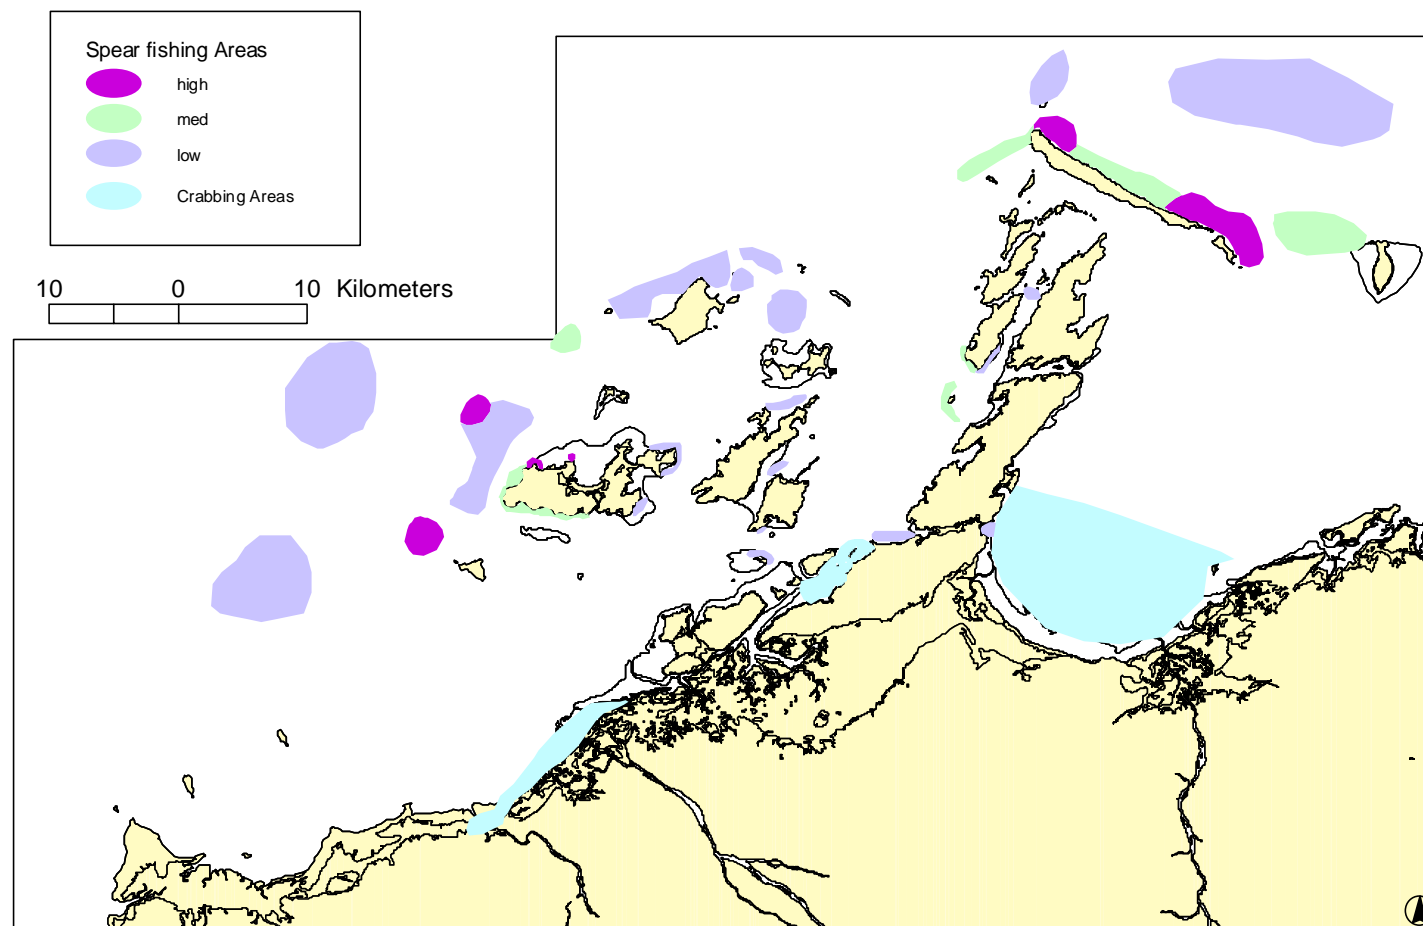 Spear fishing Areas
high
med
low
Crabbing Areas
10 0 10 Kilometers